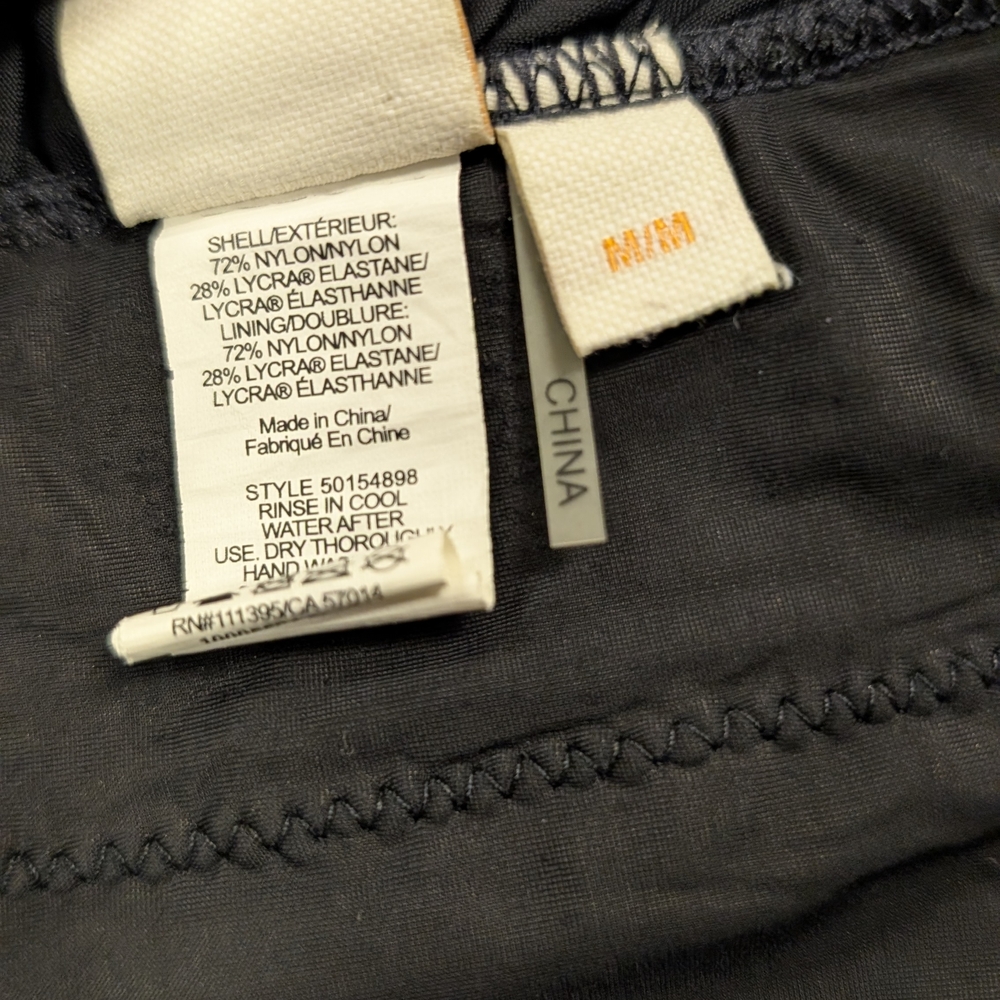 SHELL/EXTÉRIEUR:
72% NYLON/NYLON
28% LYCRA® ELASTANE/
LYCRA® ÉLASTHANNE
LINING/DOUBLURE:
72% NYLON/NYLON
28% LYCRA® ELASTANE/
LYCRA® ÉLASTHANNE
Made in China/
Fabriqué En Chine
STYLE 50154898
RINSE IN COOL
WATER AFTER
USE. DRY THOROUGHLY
HAND
RN#111395/CA 57014
M/M
CHINA